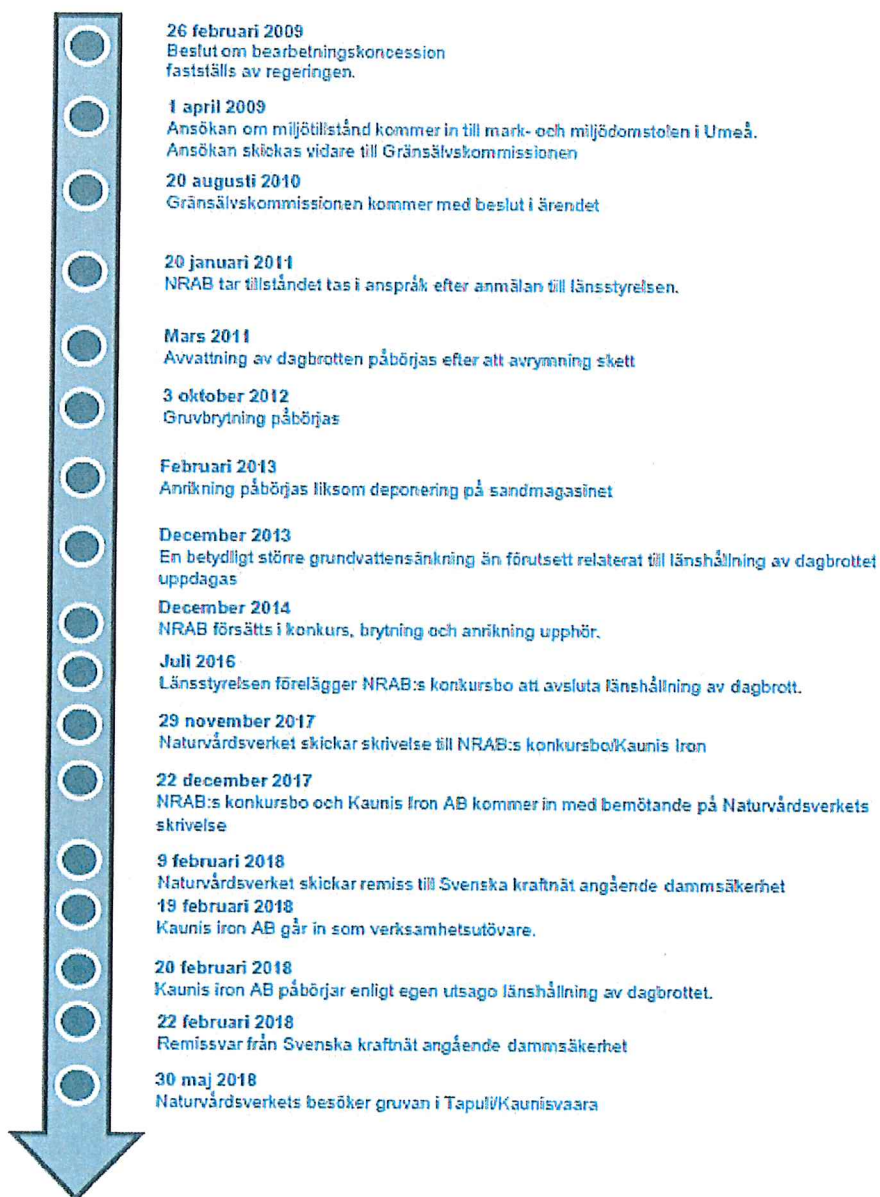 26 februari 2009
Beslut om bearbetningskoncession
fastställs av regeringen.
1 april 2009
Ansökan om miljötillstånd kommer in till mark- och miljödomstolen i Umeå.
Ansökan skickas vidare till Gränsälvskommissionen
20 augusti 2010
Gränsälvskommissionen kommer med beslut i ärendet
20 januari 2011
NRAB tar tillståndet tas i anspråk efter anmälan till länsstyrelsen.
Mars 2011
Avvattning av dagbrotten påbörjas efter att avrymning skett
3 oktober 2012
Gruvbrytning påbörjas
Februari 2013
Anrikning påbörjas liksom deponering på sandmagasinet
December 2013
En betydligt större grundvattensänkning än förutsett relaterat till länshållning av dagbrottet
uppdagas
December 2014
NRAB försätts i konkurs, brytning och anrikning upphör.
Juli 2016
Länsstyrelsen förelägger NRAB:s konkursbo att avsluta länshållning av dagbrott.
29 november 2017
Naturvårdsverket skickar skrivelse till NRAB:s konkursbo/Kaunis Iron
22 december 2017
NRAB:s konkursbo och Kaunis Iron AB kommer in med bemötande på Naturvårdsverkets
skrivelse
9 februari 2018
Naturvårdsverket skickar remiss till Svenska kraftnät angående dammsäkerhet
19 februari 2018
Kaunis iron AB går in som verksamhetsutövare.
20 februari 2018
Kaunis iron AB påbörjar enligt egen utsago länshållning av dagbrottet.
22 februari 2018
Remissvar från Svenska kraftnät angående dammsäkerhet
30 maj 2018
Naturvårdsverkets besöker gruvan i Tapuli/Kaunisvaara